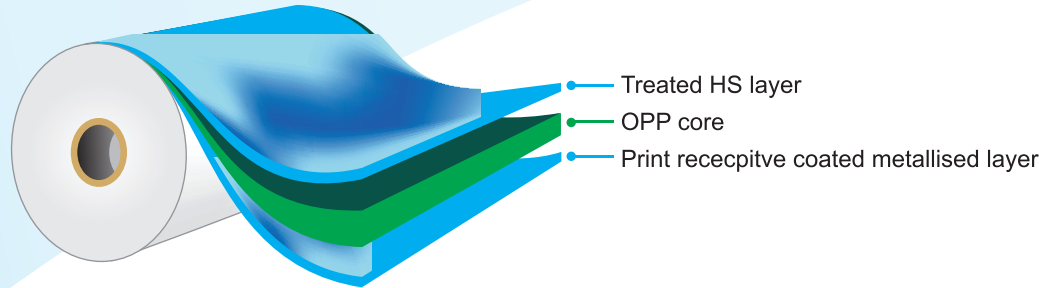 Treated HS layer
OPP core
Print rececpitve coated metallised layer